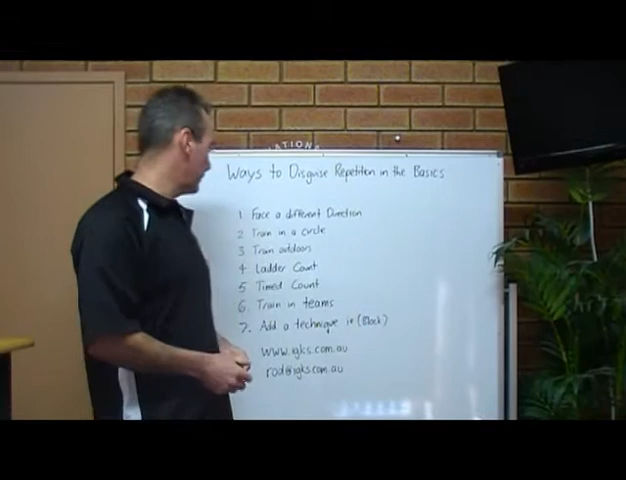 Ways to Disguise Repetition in the Basics
1 Face a different Direction
2 Train in a circle
3 Train outdoors
4 Ladder Count
5 Timed Count
6. Train in teams
7. Add a technique ie (Block)
www.igks.com.au
rod@igks.com.au